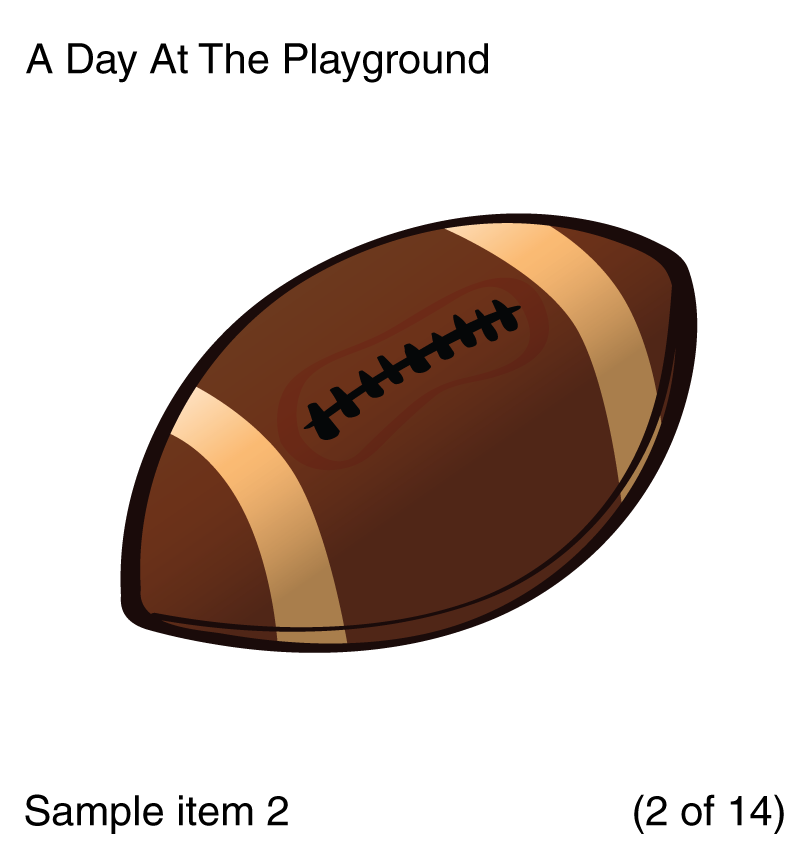 A Day At The Playground
Sample item 2
(2 of 14)